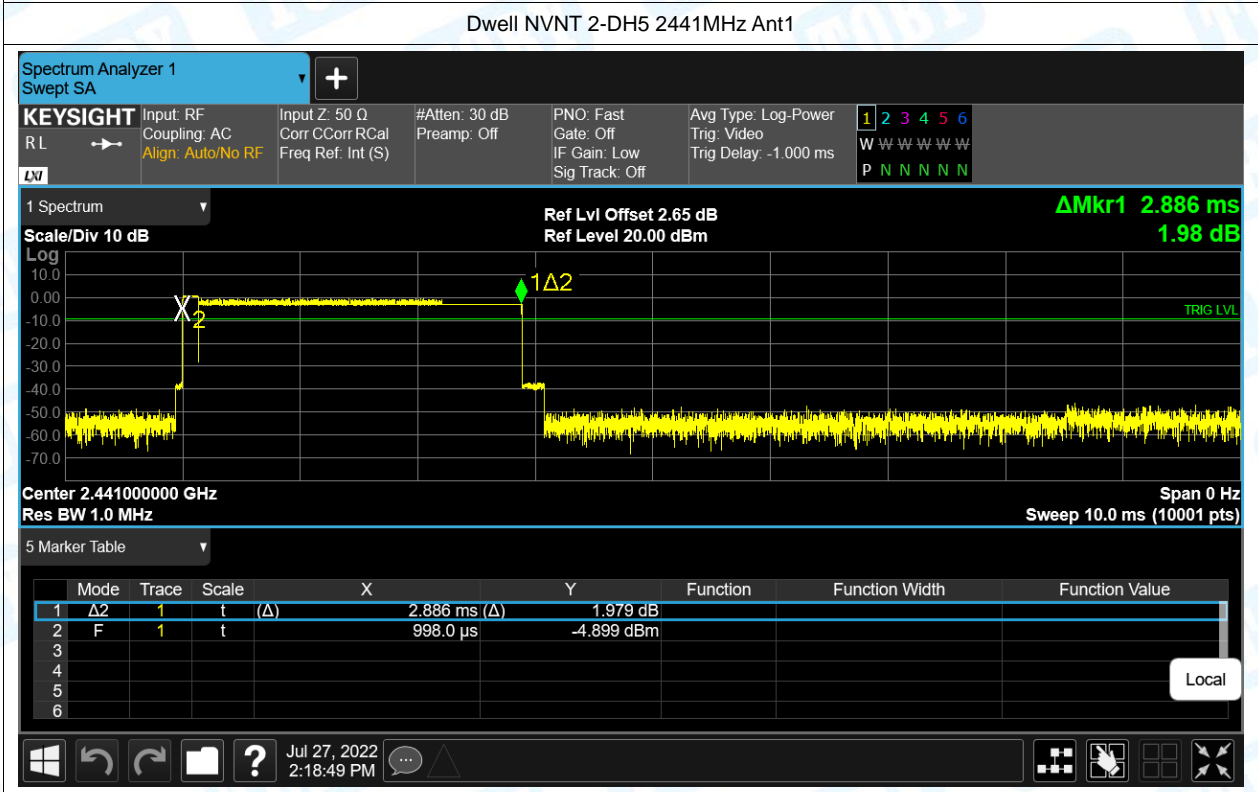 Dwell NVNT 2-DH5 2441MHz Ant1
Spectrum Analyzer 1
Swept SA
KEYSIGHT
R L
LXI
Input: RF
Coupling: AC
Align: Auto/No RF
Input Z: 50 Ω
Corr CCorr RCal
Freq Ref: Int (S)
#Atten: 30 dB
Preamp: Off
PNO: Fast
Gate: Off
IF Gain: Low
Sig Track: Off
Avg Type: Log-Power
Trig: Video
Trig Delay: -1.000 ms
1 2 3 4 5 6
W W W W W W
P N N N N N
1 Spectrum
Scale/Div 10 dB
Ref Lvl Offset 2.65 dB
Ref Level 20.00 dBm
ΔMkr1 2.886 ms
1.98 dB
Log
10.0
0.00
-10.0
-20.0
-30.0
-40.0
-50.0
-60.0
-70.0
1Δ2
X
2
TRIG LVL
Center 2.441000000 GHz
Span 0 Hz
Res BW 1.0 MHz
Sweep 10.0 ms (10001 pts)
5 Marker Table
Mode Trace Scale X Y Function Function Width Function Value
1 Δ2 1 t (Δ) 2.886 ms (Δ) 1.979 dB
2 F 1 t 998.0 µs -4.899 dBm
3
4
5
6
Local
?
Jul 27, 2022
2:18:49 PM